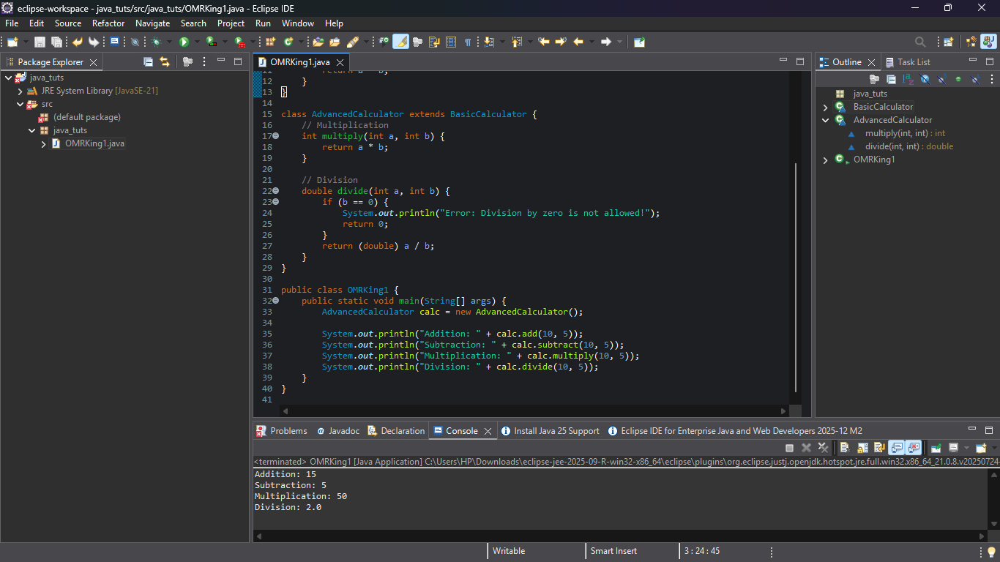 eclipse-workspace - java_tuts/src/java_tuts/OMRKing1.java - Eclipse IDE
File Edit Source Refactor Navigate Search Project Run Window Help
Package Explorer
java_tuts
JRE System Library [JavaSE-21]
src
(default package)
java_tuts
OMRKing1.java
OMRKing1.java
11 return a - b;
12 }
13 }
14
15 class AdvancedCalculator extends BasicCalculator {
16 // Multiplication
17 int multiply(int a, int b) {
18 return a * b;
19 }
20
21 // Division
22 double divide(int a, int b) {
23 if (b == 0) {
24 System.out.println("Error: Division by zero is not allowed!");
25 return 0;
26 }
27 return (double) a / b;
28 }
29 }
30
31 public class OMRKing1 {
32 public static void main(String[] args) {
33 AdvancedCalculator calc = new AdvancedCalculator();
34
35 System.out.println("Addition: " + calc.add(10, 5));
36 System.out.println("Subtraction: " + calc.subtract(10, 5));
37 System.out.println("Multiplication: " + calc.multiply(10, 5));
38 System.out.println("Division: " + calc.divide(10, 5));
39 }
40 }
41
Outline Task List
java_tuts
BasicCalculator
AdvancedCalculator
multiply(int, int) : int
divide(int, int) : double
OMRKing1
Problems @ Javadoc Declaration Console Install Java 25 Support Eclipse IDE for Enterprise Java and Web Developers 2025-12 M2
<terminated> OMRKing1 [Java Application] C:\Users\HP\Downloads\eclipse-jee-2025-09-R-win32-x86_64\eclipse\plugins\org.eclipse.justj.openjdk.hotspot.jre.full.win32.x86_64_21.0.8.v20250724-
Addition: 15
Subtraction: 5
Multiplication: 50
Division: 2.0
Writable Smart Insert 3 : 24 : 45